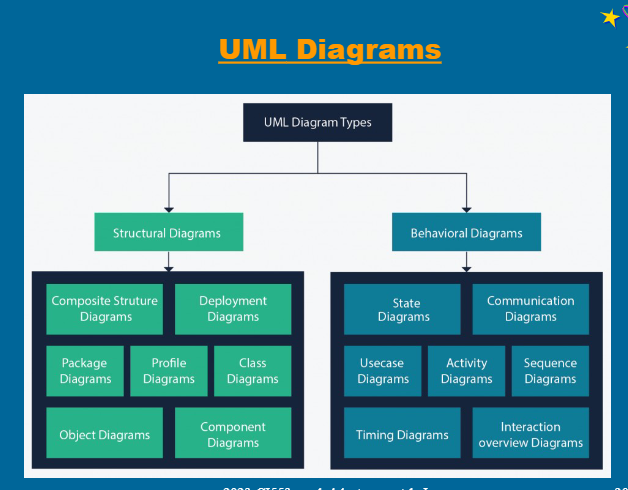 UML Diagrams
UML Diagram Types
Structural Diagrams
Behavioral Diagrams
Composite Struture
Diagrams
Deployment
Diagrams
Package
Diagrams
Profile
Diagrams
Class
Diagrams
Object Diagrams
Component
Diagrams
State
Diagrams
Communication
Diagrams
Usecase
Diagrams
Activity
Diagrams
Sequence
Diagrams
Timing Diagrams
Interaction
overview Diagrams